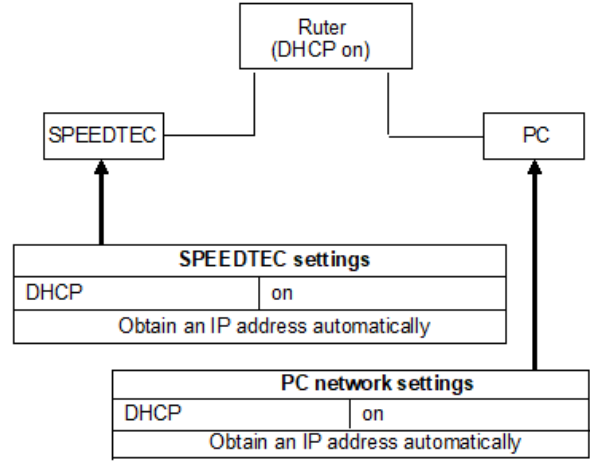 Ruter
(DHCP on)
SPEEDTEC
PC
SPEEDTEC settings
DHCP on
Obtain an IP address automatically
PC network settings
DHCP on
Obtain an IP address automatically